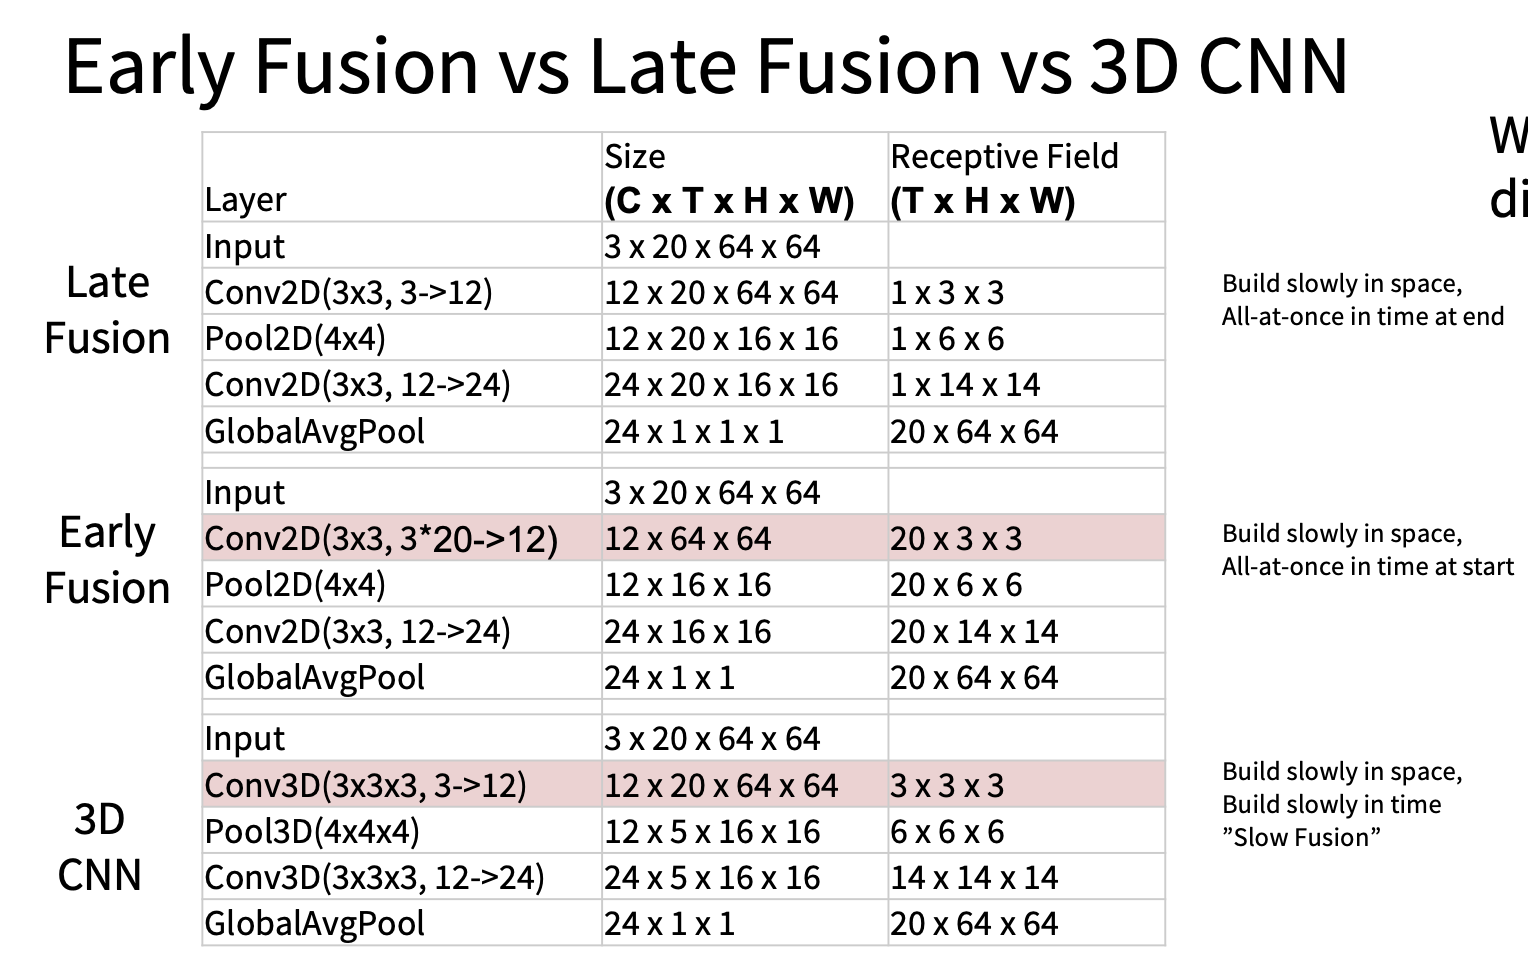 Early Fusion vs Late Fusion vs 3D CNN
W
di
Layer Size (C x T x H x W) Receptive Field (T x H x W)
Late Fusion
Input 3 x 20 x 64 x 64
Conv2D(3x3, 3->12) 12 x 20 x 64 x 64 1 x 3 x 3
Pool2D(4x4) 12 x 20 x 16 x 16 1 x 6 x 6
Conv2D(3x3, 12->24) 24 x 20 x 16 x 16 1 x 14 x 14
GlobalAvgPool 24 x 1 x 1 x 1 20 x 64 x 64
Build slowly in space,
All-at-once in time at end
Early Fusion
Input 3 x 20 x 64 x 64
Conv2D(3x3, 3*20->12) 12 x 64 x 64 20 x 3 x 3
Pool2D(4x4) 12 x 16 x 16 20 x 6 x 6
Conv2D(3x3, 12->24) 24 x 16 x 16 20 x 14 x 14
GlobalAvgPool 24 x 1 x 1 20 x 64 x 64
Build slowly in space,
All-at-once in time at start
3D CNN
Input 3 x 20 x 64 x 64
Conv3D(3x3x3, 3->12) 12 x 20 x 64 x 64 3 x 3 x 3
Pool3D(4x4x4) 12 x 5 x 16 x 16 6 x 6 x 6
Conv3D(3x3x3, 12->24) 24 x 5 x 16 x 16 14 x 14 x 14
GlobalAvgPool 24 x 1 x 1 20 x 64 x 64
Build slowly in space,
Build slowly in time
”Slow Fusion”